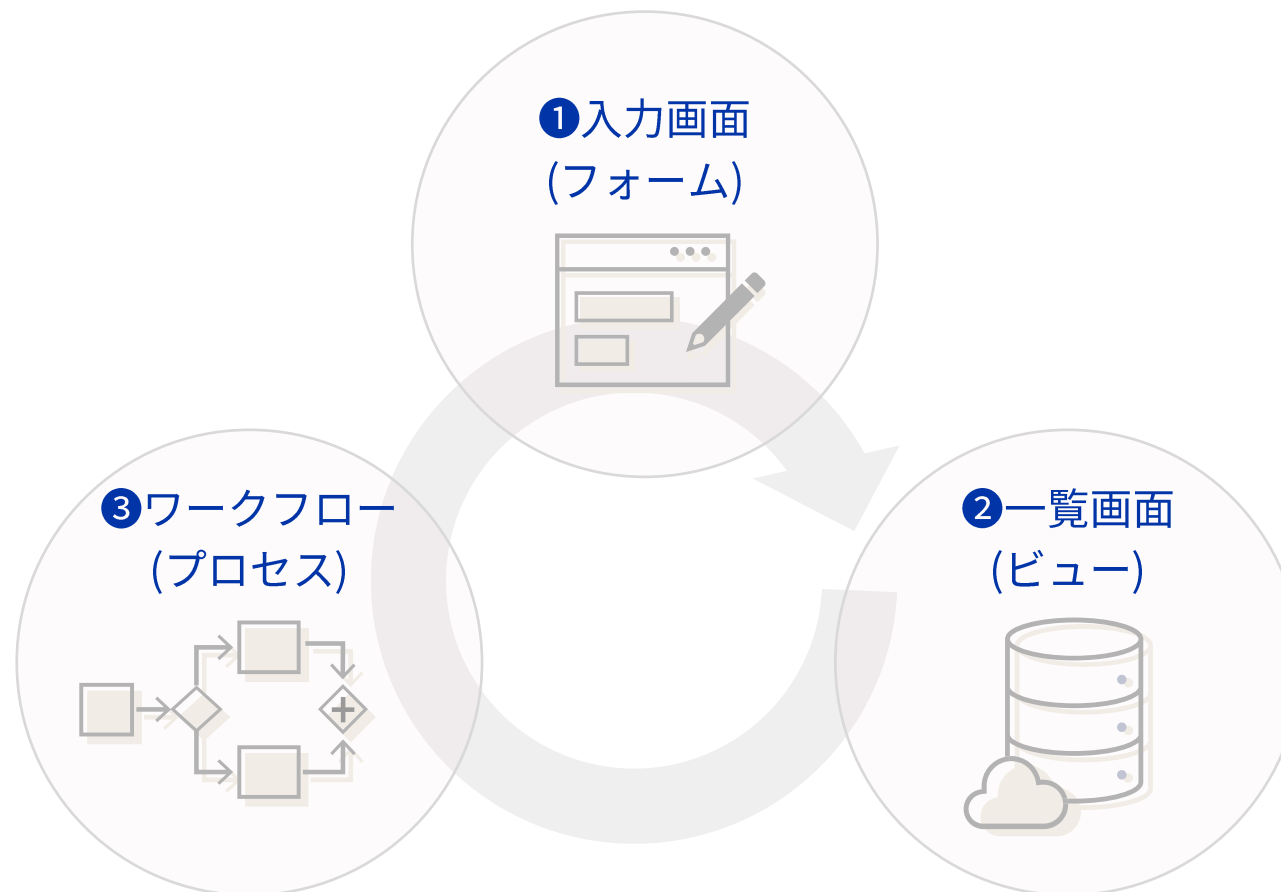 ❶入力画面
(フォーム)
❷一覧画面
(ビュー)
❸ワークフロー
(プロセス)